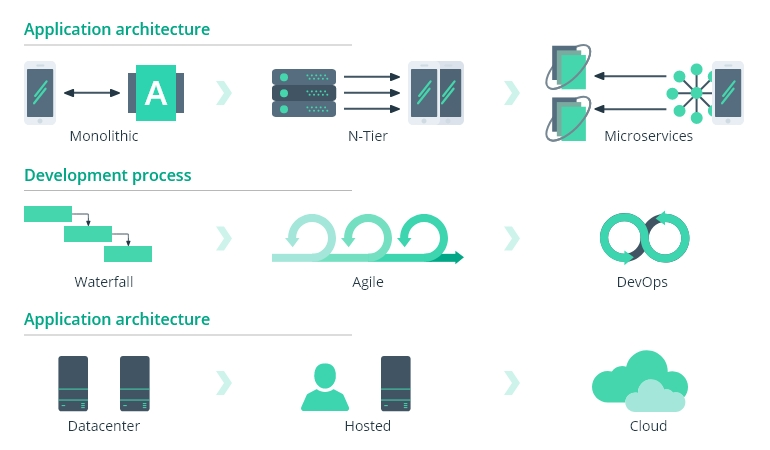 Application architecture
A
Monolithic
N-Tier
Microservices
Development process
Waterfall
Agile
DevOps
Application architecture
Datacenter
Hosted
Cloud